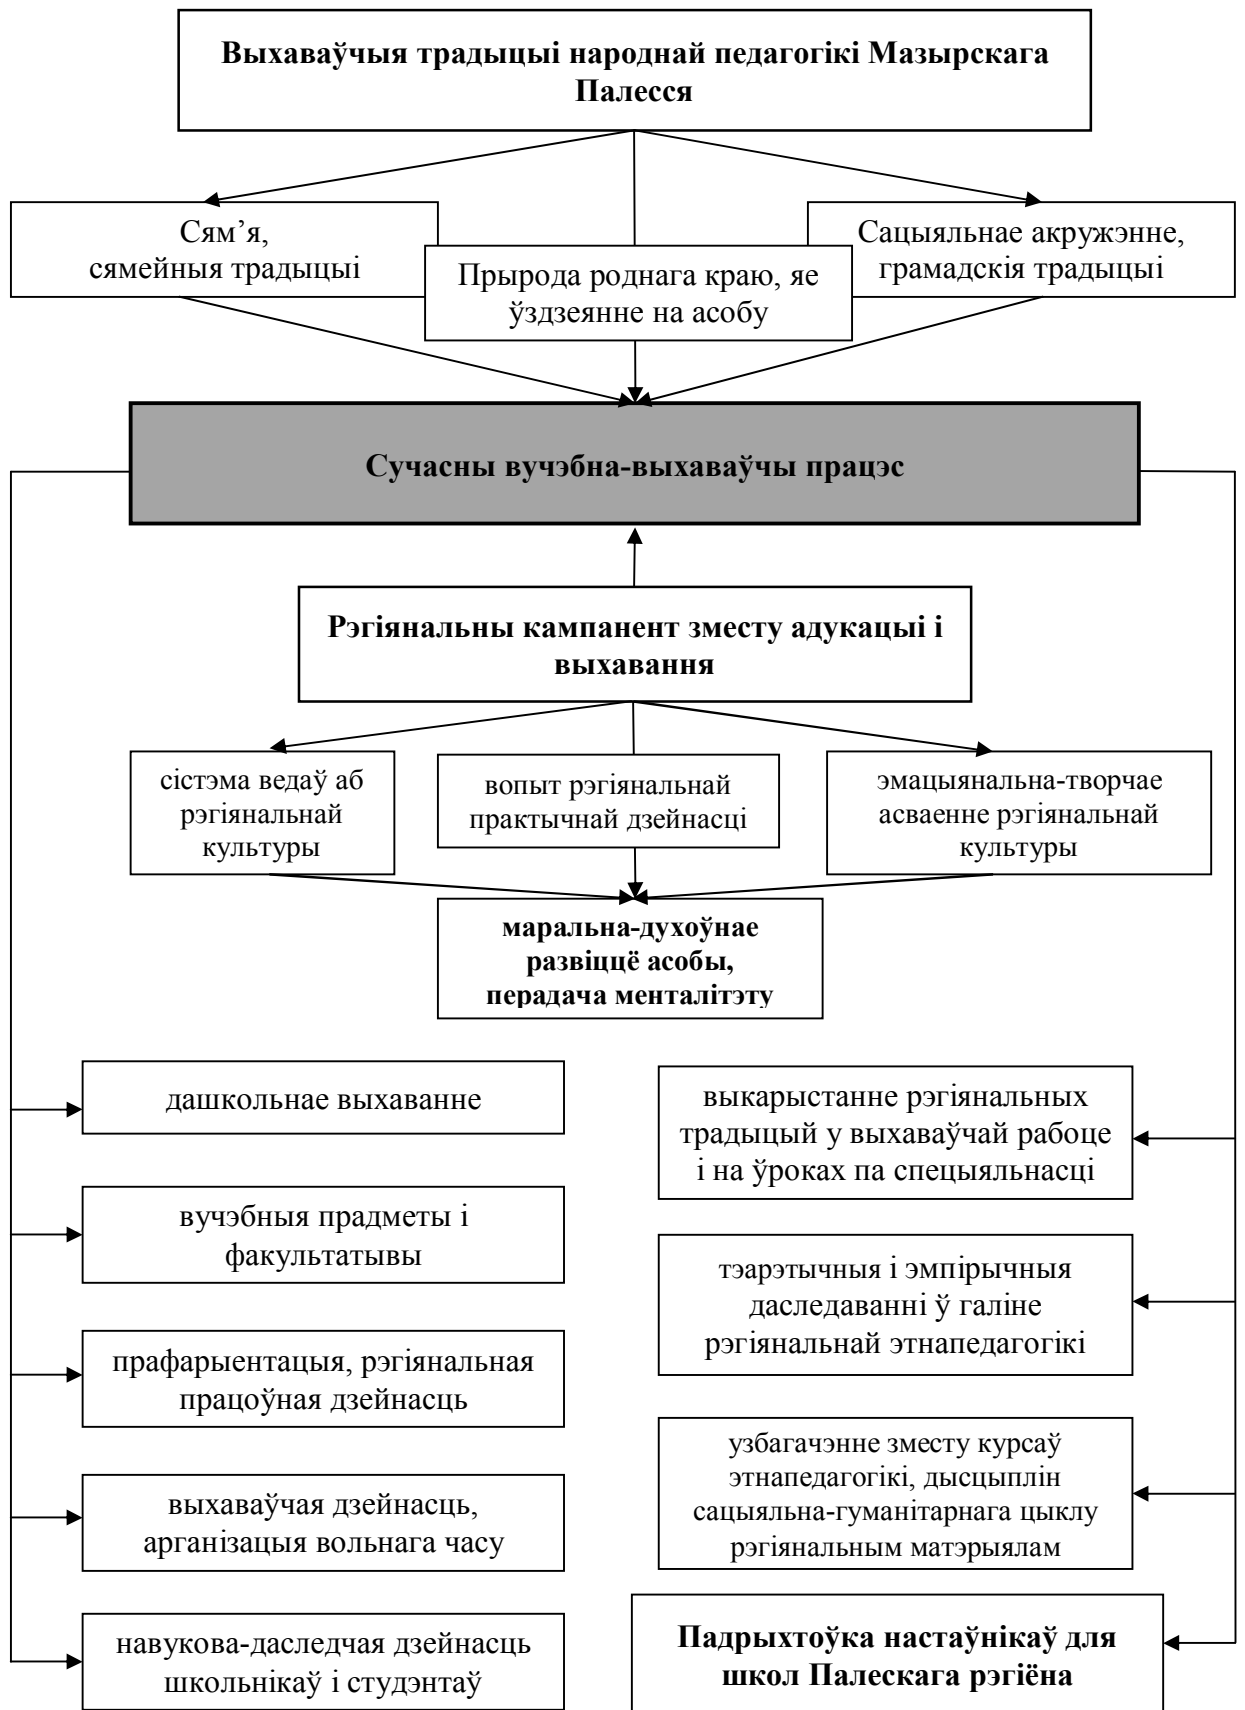 Выхаваўчыя традыцыі народнай педагогікі Мазырскага
Палесся
Сям’я,
сямейныя традыцыі
Прырода роднага краю, яе
ўздзеянне на асобу
Сацыяльнае акружэнне,
грамадскія традыцыі
Сучасны вучэбна-выхаваўчы працэс
Рэгіянальны кампанент зместу адукацыі і
выхавання
сістэма ведаў аб
рэгіянальнай
культуры
вопыт рэгіянальнай
практычнай дзейнасці
эмацыянальна-творчае
асваенне рэгіянальнай
культуры
маральна-духоўнае
развіццё асобы,
перадача менталітэту
дашкольнае выхаванне
вучэбныя прадметы і
факультатывы
прафарыентацыя, рэгіянальная
працоўная дзейнасць
выхаваўчая дзейнасць,
арганізацыя вольнага часу
навукова-даследчая дзейнасць
школьнікаў і студэнтаў
выкарыстанне рэгіянальных
традыцый у выхаваўчай рабоце
і на ўроках па спецыяльнасці
тэарэтычныя і эмпірычныя
даследаванні ў галіне
рэгіянальнай этнапедагогікі
узбагачэнне зместу курсаў
этнапедагогікі, дысцыплін
сацыяльна-гуманітарнага цыклу
рэгіянальным матэрыялам
Падрыхтоўка настаўнікаў для
школ Палескага рэгіёна